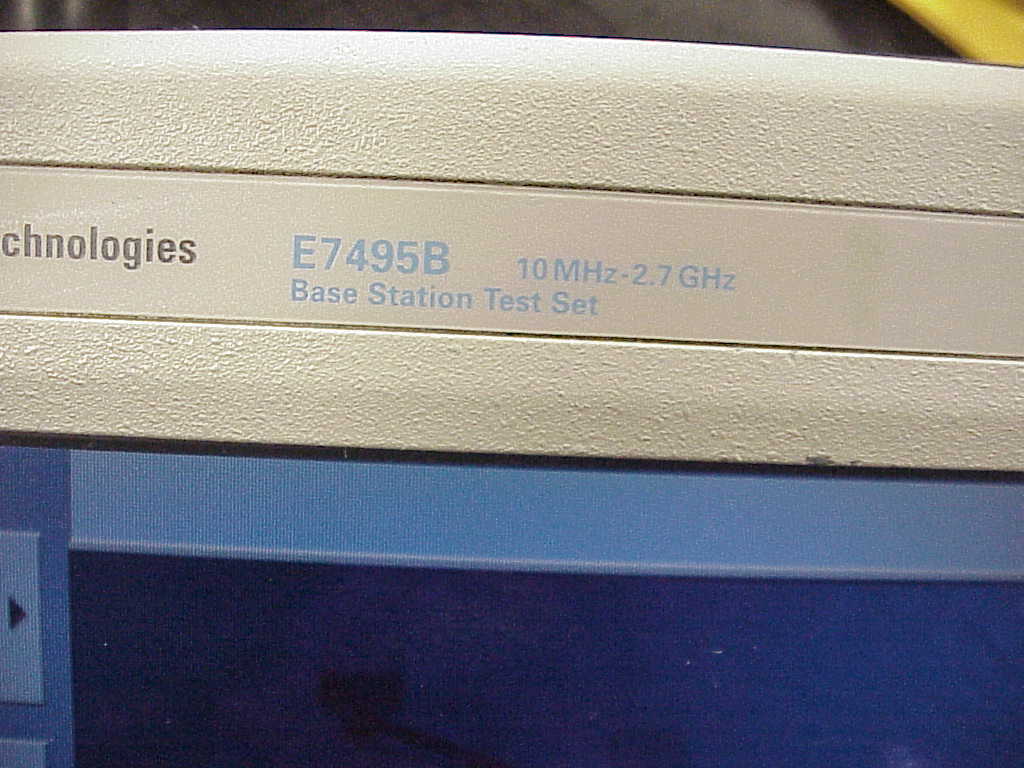 chnologies
E7495B 10 MHz-2.7 GHz
Base Station Test Set